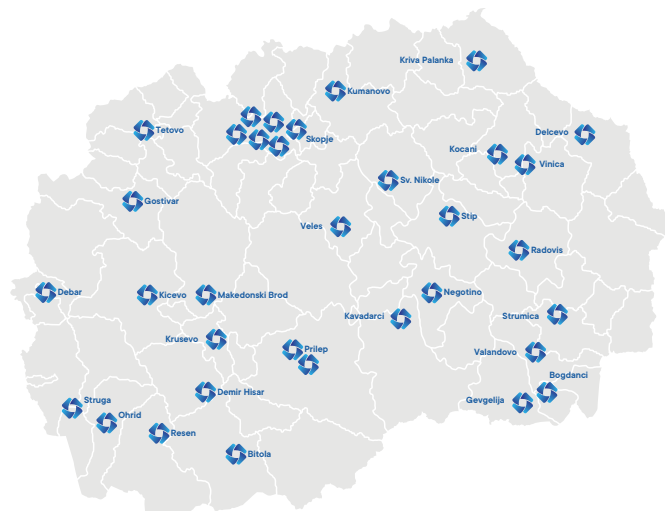 Kriva Palanka
Kumanovo
Tetovo
Skopje
Delcevo
Kocani
Vinica
Sv. Nikole
Gostivar
Stip
Veles
Radovis
Debar
Kicevo
Makedonski Brod
Negotino
Kavadarci
Strumica
Krusevo
Prilep
Valandovo
Bogdanci
Demir Hisar
Struga
Gevgelija
Ohrid
Resen
Bitola